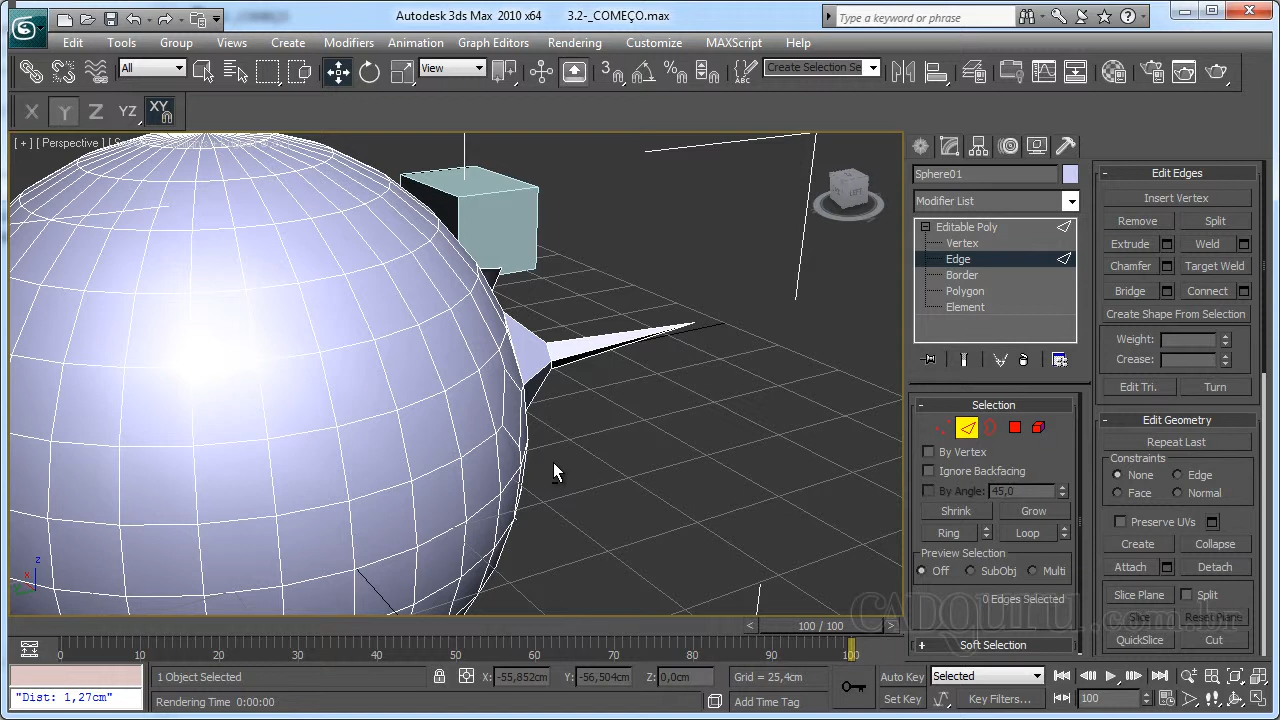 Autodesk 3ds Max 2010 x64 3.2-_COMEÇO.max
Type a keyword or phrase
Edit Tools Group Views Create Modifiers Animation Graph Editors Rendering Customize MAXScript Help
All View Create Selection Se
X Y Z YZ XY
[ + ] [ Perspective ]
LEFT
Sphere01
Modifier List
Editable Poly
Vertex
Edge
Border
Polygon
Element
Selection
By Vertex
Ignore Backfacing
By Angle: 45,0
Shrink Grow
Ring Loop
Preview Selection
Off SubObj Multi
0 Edges Selected
Soft Selection
Edit Edges
Insert Vertex
Remove Split
Extrude Weld
Chamfer Target Weld
Bridge Connect
Create Shape From Selection
Weight:
Crease:
Edit Tri. Turn
Edit Geometry
Repeat Last
Constraints
None Edge
Face Normal
Preserve UVs
Create Collapse
Attach Detach
Slice Plane Split
Slice Reset Plane
QuickSlice Cut
CADGURU.com.br
100 / 100
0 10 20 30 40 50 60 70 80 90 100
1 Object Selected X: -55,852cm Y: -56,504cm Z: 0,0cm Grid = 25,4cm Auto Key Selected
"Dist: 1,27cm" Rendering Time 0:00:00 Add Time Tag Set Key Key Filters... 100